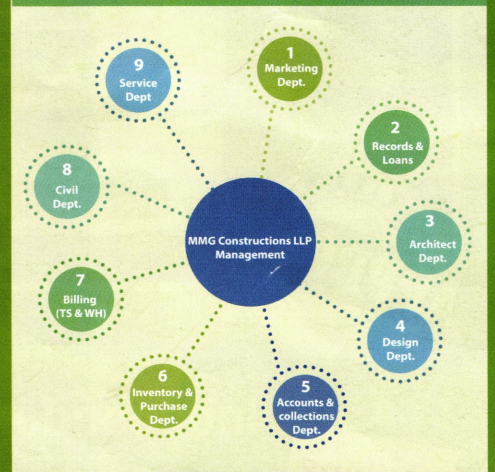 MMG Constructions LLP
Management
1
Marketing
Dept.
2
Records &
Loans
3
Architect
Dept.
4
Design
Dept.
5
Accounts &
collections
Dept.
6
Inventory &
Purchase
Dept.
7
Billing
(TS & WH)
8
Civil
Dept.
9
Service
Dept